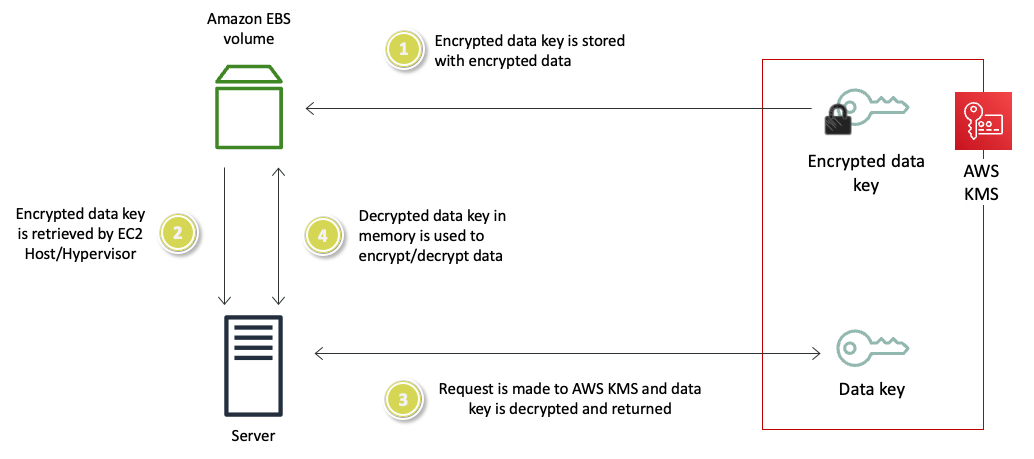 Amazon EBS
volume
1
Encrypted data key is stored
with encrypted data
Encrypted data
key
AWS
KMS
Encrypted data key
is retrieved by EC2
Host/Hypervisor
2
4
Decrypted data key in
memory is used to
encrypt/decrypt data
Data key
3
Request is made to AWS KMS and data
key is decrypted and returned
Server